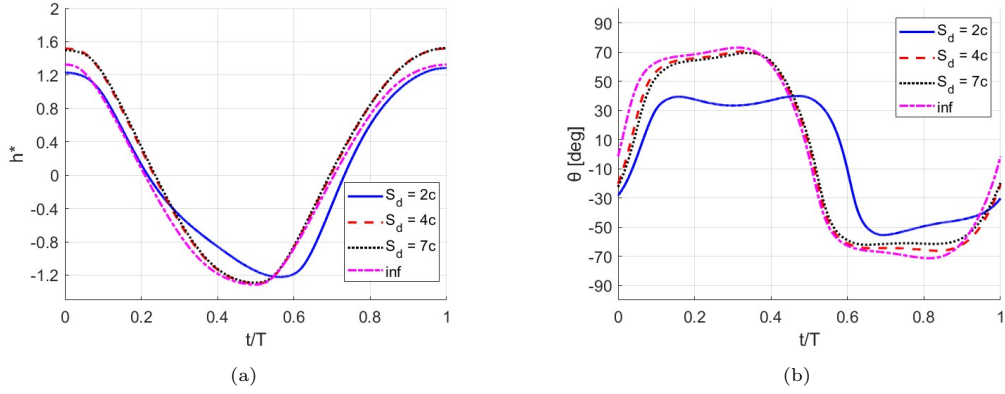 2
1.6
1.2
0.8
0.4
0
-0.4
-0.8
-1.2
h*
0 0.2 0.4 0.6 0.8 1
t/T
S_d = 2c
S_d = 4c
S_d = 7c
inf
(a)
90
70
50
30
10
-10
-30
-50
-70
-90
θ [deg]
0 0.2 0.4 0.6 0.8 1
t/T
S_d = 2c
S_d = 4c
S_d = 7c
inf
(b)